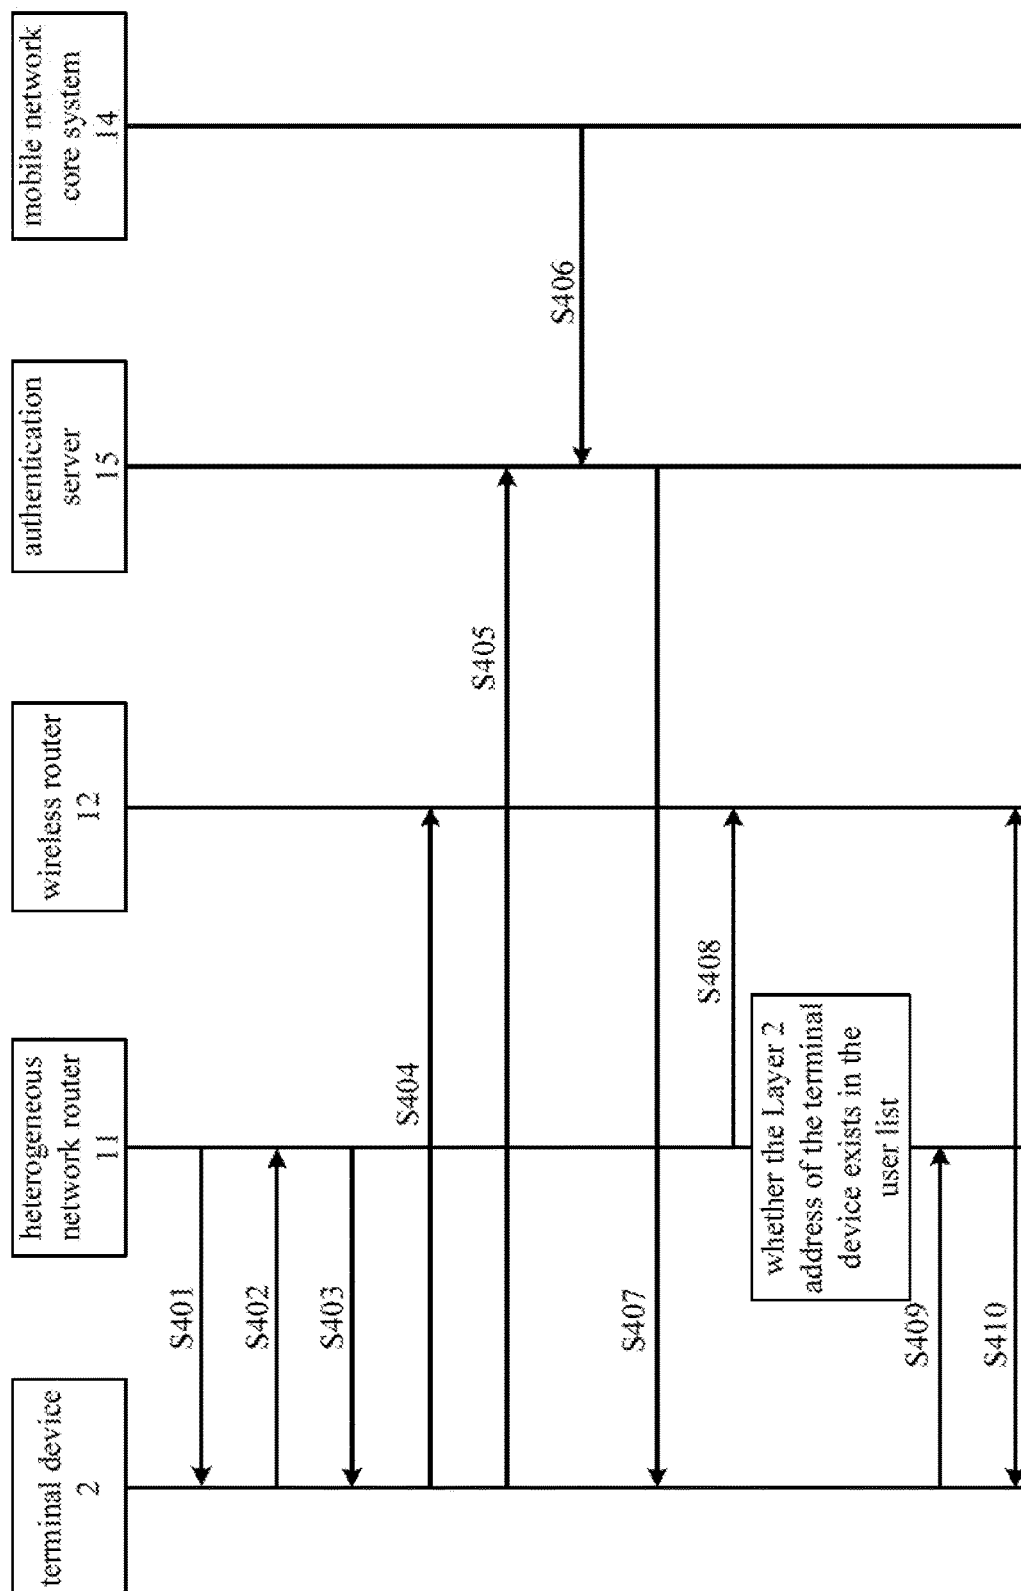 terminal device
2
heterogeneous
network router
11
wireless router
12
authentication
server
15
mobile network
core system
14
S401
S402
S403
S404
S405
S406
S407
S408
whether the Layer 2
address of the terminal
device exists in the
user list
S409
S410